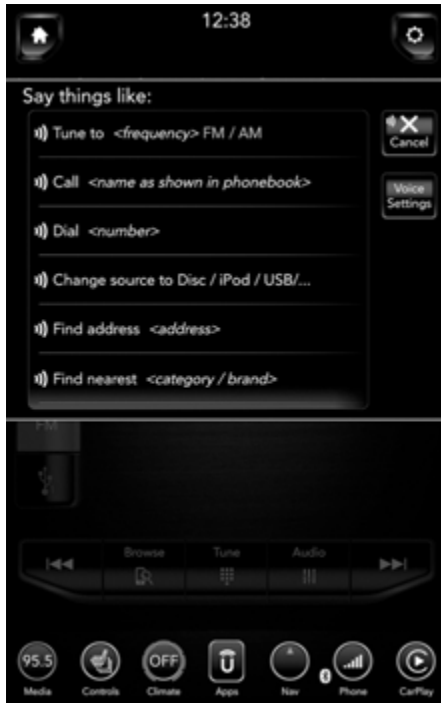 12:38
Say things like:
Tune to <frequency> FM / AM
Cancel
Call <name as shown in phonebook>
Voice
Settings
Dial <number>
Change source to Disc / iPod / USB/...
Find address <address>
Find nearest <category / brand>
FM
Browse Tune Audio
95.5 OFF
Media Controls Climate Apps Nav Phone CarPlay